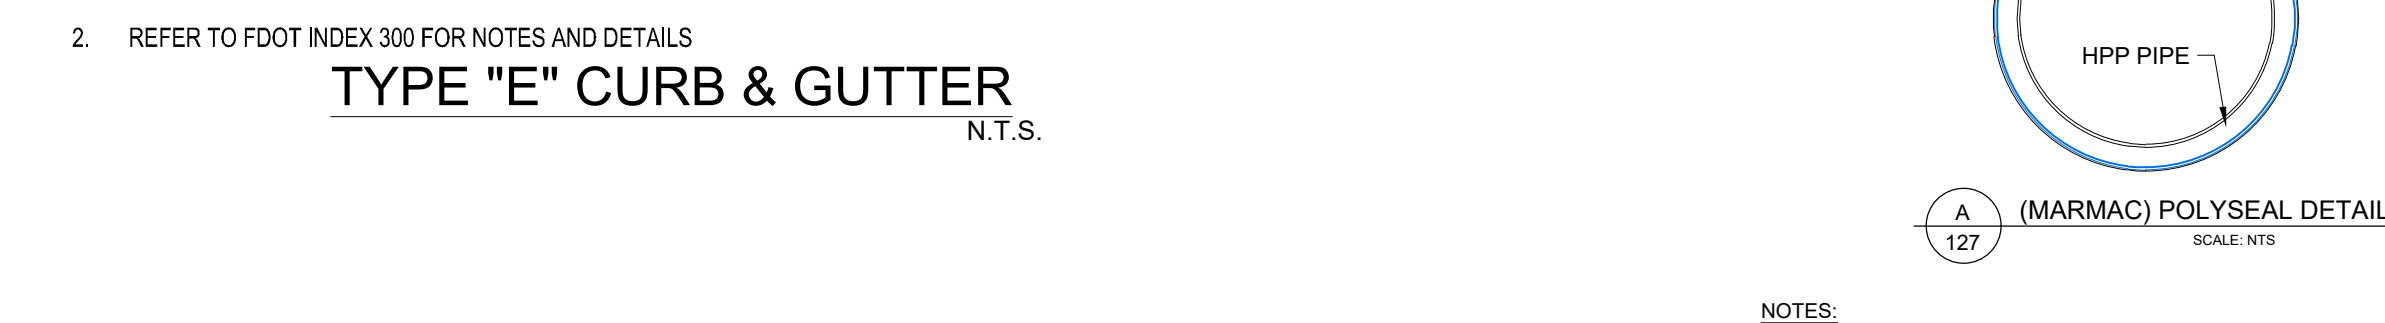 2. REFER TO FDOT INDEX 300 FOR NOTES AND DETAILS
TYPE "E" CURB & GUTTER
N.T.S.
HPP PIPE
A
127
(MARMAC) POLYSEAL DETAIL
SCALE: NTS
NOTES: